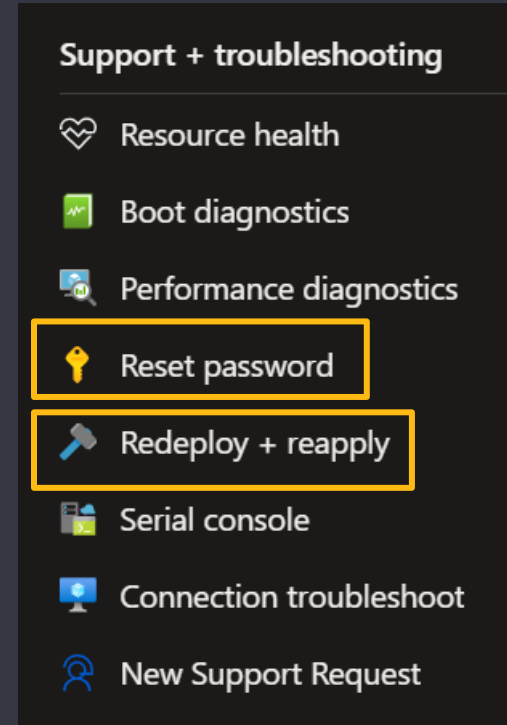 Support + troubleshooting
Resource health
Boot diagnostics
Performance diagnostics
Reset password
Redeploy + reapply
Serial console
Connection troubleshoot
New Support Request